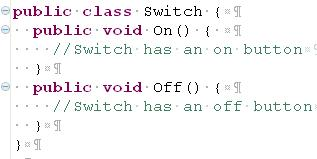 public class Switch {
  public void On() {
    //Switch has an on button
  }

  public void Off() {
    //Switch has an off button
  }
}